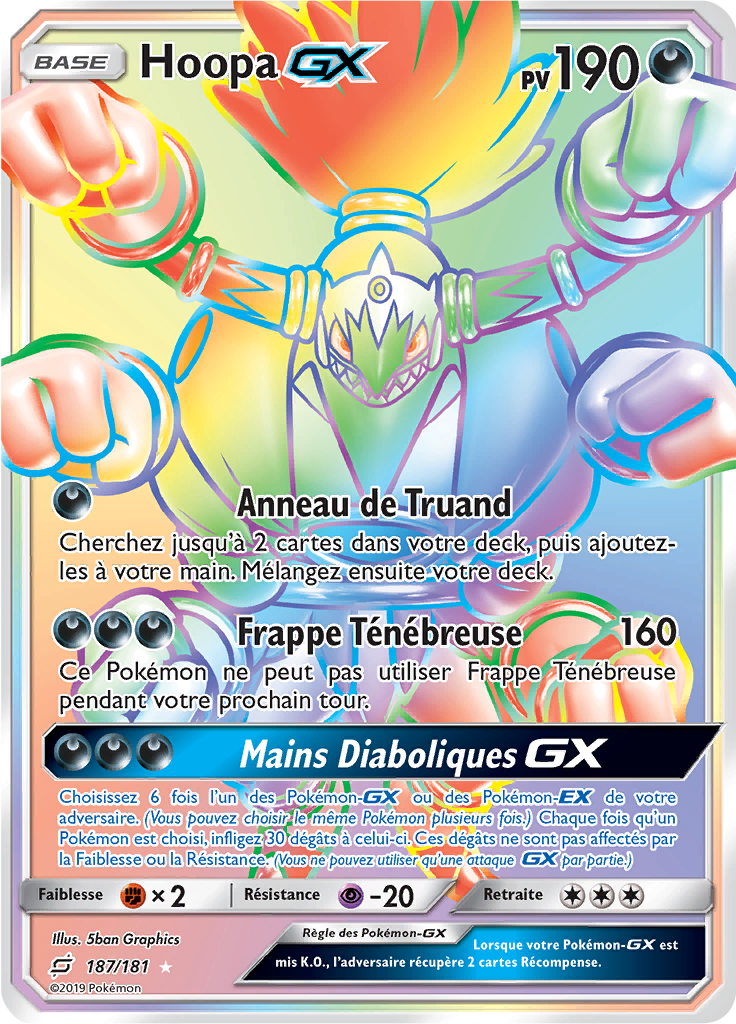 BASE Hoopa GX PV 190
Anneau de Truand
Cherchez jusqu'à 2 cartes dans votre deck, puis ajoutez-
les à votre main. Mélangez ensuite votre deck.
Frappe Ténébreuse 160
Ce Pokémon ne peut pas utiliser Frappe Ténébreuse
pendant votre prochain tour.
Mains Diaboliques GX
Choisissez 6 fois l'un des Pokémon-GX ou des Pokémon-EX de votre
adversaire. (Vous pouvez choisir le même Pokémon plusieurs fois.) Chaque fois qu'un
Pokémon est choisi, infligez 30 dégâts à celui-ci. Ces dégâts ne sont pas affectés par
la Faiblesse ou la Résistance. (Vous ne pouvez utiliser qu'une attaque GX par partie.)
Faiblesse ×2 Résistance -20 Retraite
Illus. 5ban Graphics
187/181
©2019 Pokémon
Règle des Pokémon-GX
Lorsque votre Pokémon-GX est
mis K.O., l'adversaire récupère 2 cartes Récompense.